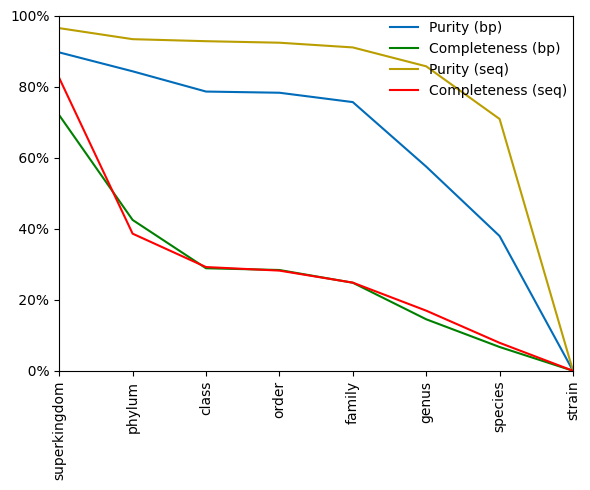 100%
80%
60%
40%
20%
0%
Purity (bp)
Completeness (bp)
Purity (seq)
Completeness (seq)
superkingdom
phylum
class
order
family
genus
species
strain